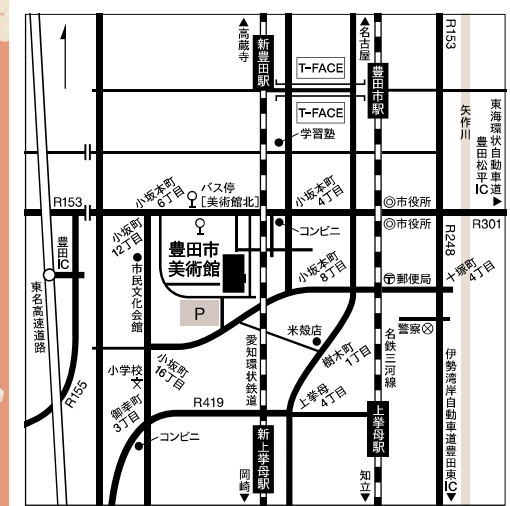 ▲高蔵寺
新豊田駅
T-FACE
T-FACE
▲名古屋
豊田市駅
R153
矢作川
東海環状自動車道
豊田松平IC▶
学習塾
小坂本町
6丁目
バス停
[美術館北]
小坂本町
4丁目
◎市役所
R153
◎市役所
R301
小坂町
12丁目
コンビニ
R248
豊田IC
豊田市
美術館
市民文化会館
小坂本町
8丁目
〒郵便局
十塚町
4丁目
東名高速道路
P
米穀店
警察⊗
小学校
文
小坂町
16丁目
愛知環状鉄道
樹木町
1丁目
名鉄三河線
R155
御幸町
3丁目
R419
上挙母
4丁目
伊勢湾岸自動車道豊田東IC▼
コンビニ
新上挙母駅
上挙母駅
岡崎▼
知立▼